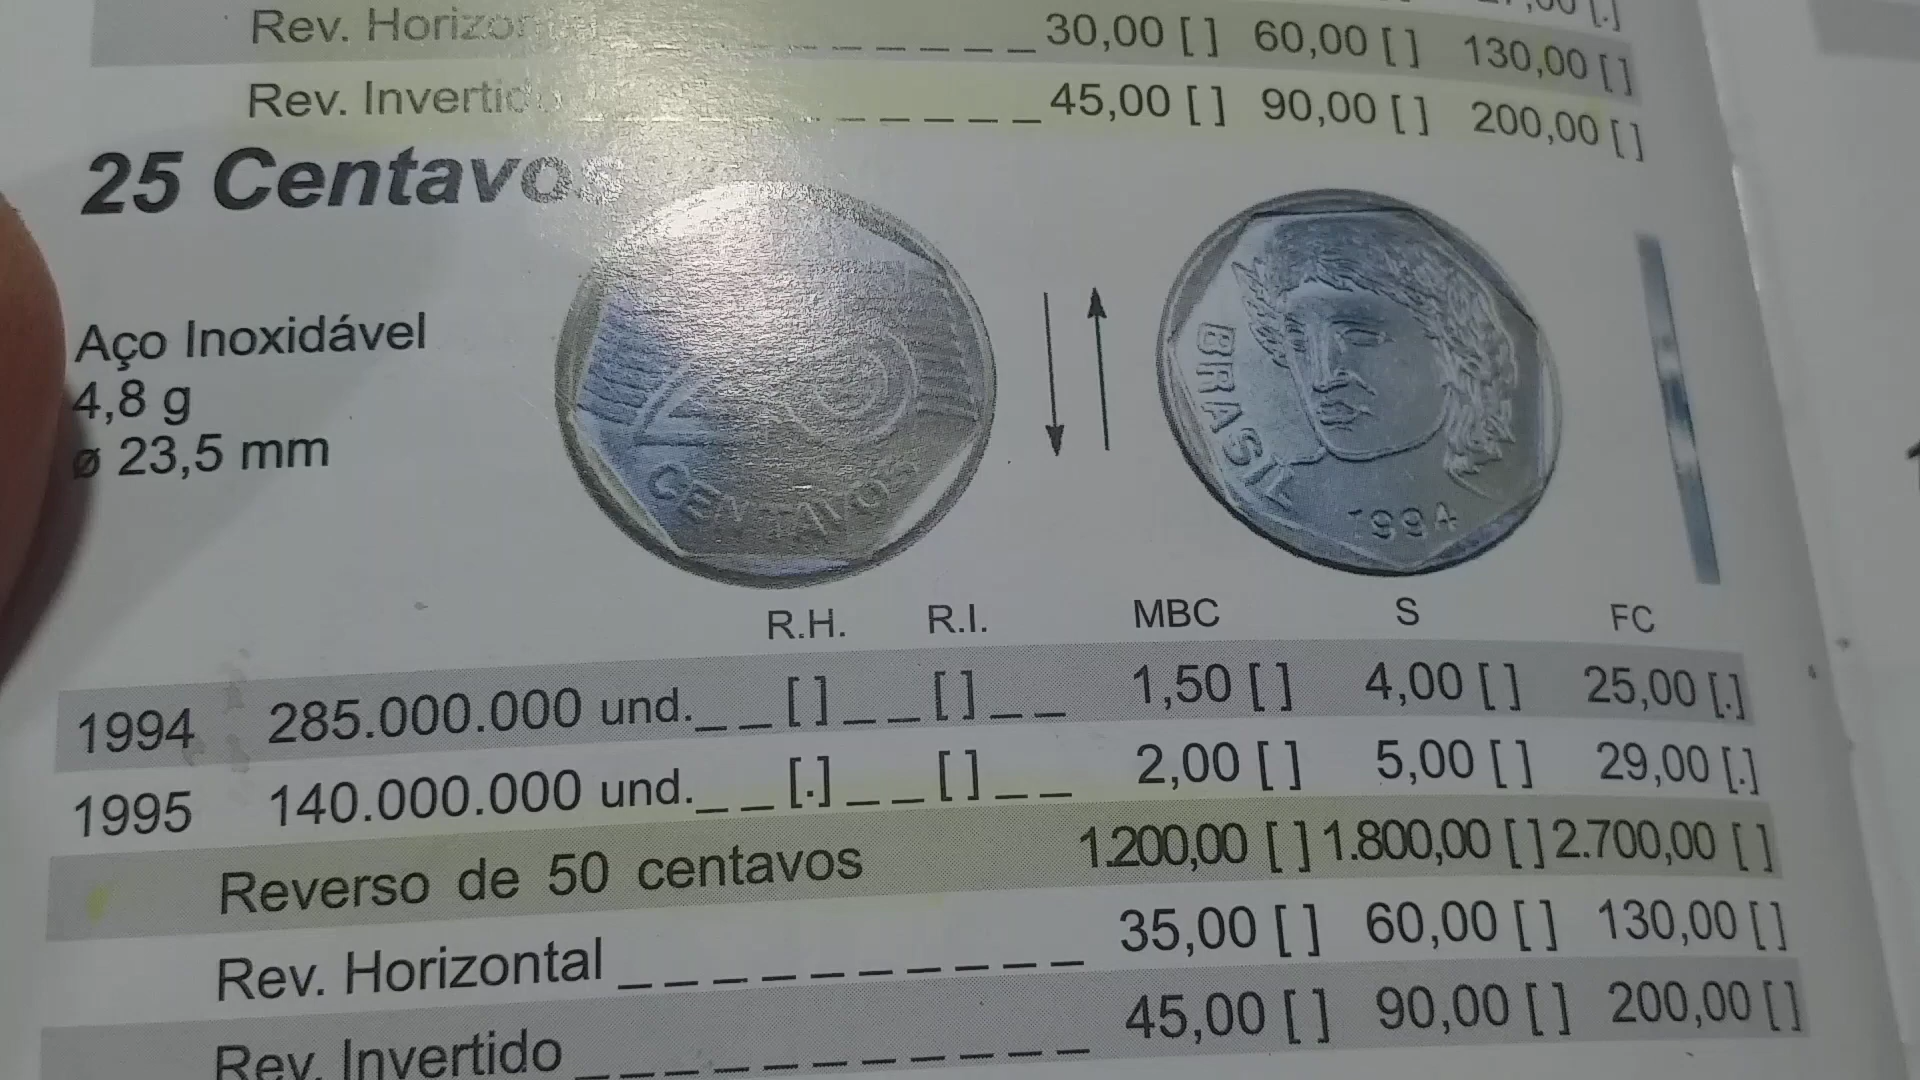 Rev. Horizontal _ _ _ _ _ _ _ 30,00 [ ] 60,00 [ ] 130,00 [ ]
Rev. Invertido _ _ _ _ _ _ _ _ _ 45,00 [ ] 90,00 [ ] 200,00 [ ]
25 Centavos
Aço Inoxidável
4,8 g
ø 23,5 mm
CENTAVOS
BRASIL
1994
R.H. R.I. MBC S FC
1994 285.000.000 und._ _[ ]_ _[ ]_ _ 1,50 [ ] 4,00 [ ] 25,00 [.]
1995 140.000.000 und._ _[.]_ _[ ]_ _ 2,00 [ ] 5,00 [ ] 29,00 [.]
Reverso de 50 centavos 1.200,00 [ ] 1.800,00 [ ] 2.700,00 [ ]
Rev. Horizontal _ _ _ _ _ _ _ _ _ _ 35,00 [ ] 60,00 [ ] 130,00 [ ]
Rev. Invertido _ _ _ _ _ _ _ _ _ _ _ 45,00 [ ] 90,00 [ ] 200,00 [ ]